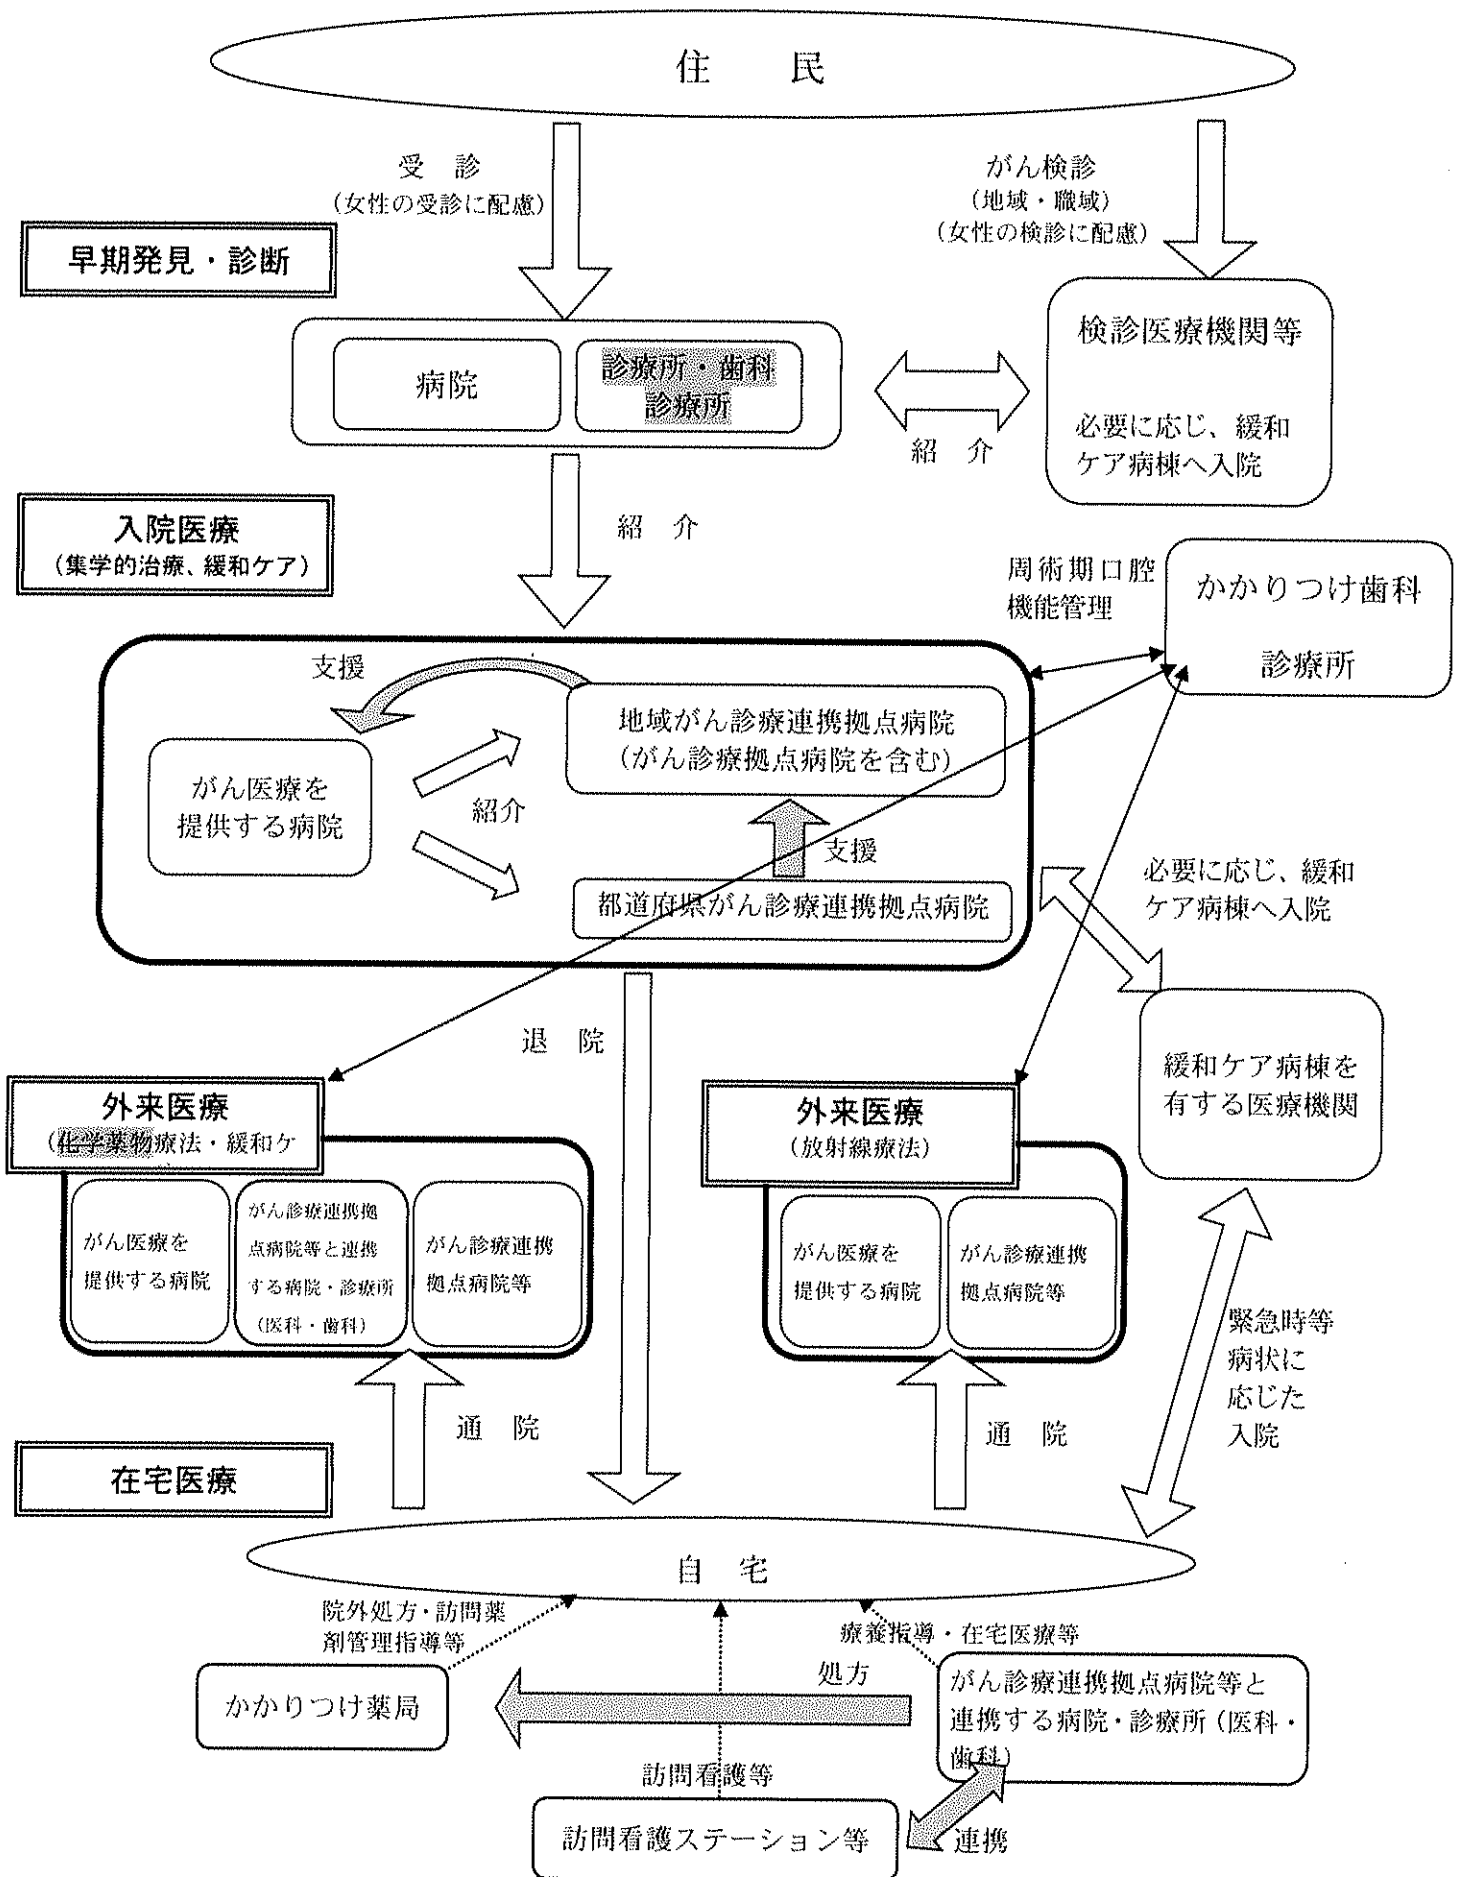 住　民
受　診
（女性の受診に配慮）
がん検診
（地域・職域）
（女性の検診に配慮）
早期発見・診断
病院
診療所・歯科
診療所
紹　介
検診医療機関等
必要に応じ、緩和
ケア病棟へ入院
入院医療
（集学的治療、緩和ケア）
紹　介
周術期口腔
機能管理
かかりつけ歯科
診療所
支援
がん医療を
提供する病院
紹介
地域がん診療連携拠点病院
（がん診療拠点病院を含む）
支援
都道府県がん診療連携拠点病院
必要に応じ、緩和
ケア病棟へ入院
緩和ケア病棟を
有する医療機関
退　院
外来医療
（化学薬物療法・緩和ケ
がん医療を
提供する病院
がん診療連携拠
点病院等と連携
する病院・診療所
（医科・歯科）
がん診療連携
拠点病院等
外来医療
（放射線療法）
がん医療を
提供する病院
がん診療連携
拠点病院等
緊急時等
病状に
応じた
入院
通　院
通　院
在宅医療
自　宅
院外処方・訪問薬
剤管理指導等
療養指導・在宅医療等
かかりつけ薬局
処方
がん診療連携拠点病院等と
連携する病院・診療所（医科・
歯科）
訪問看護等
訪問看護ステーション等
連携